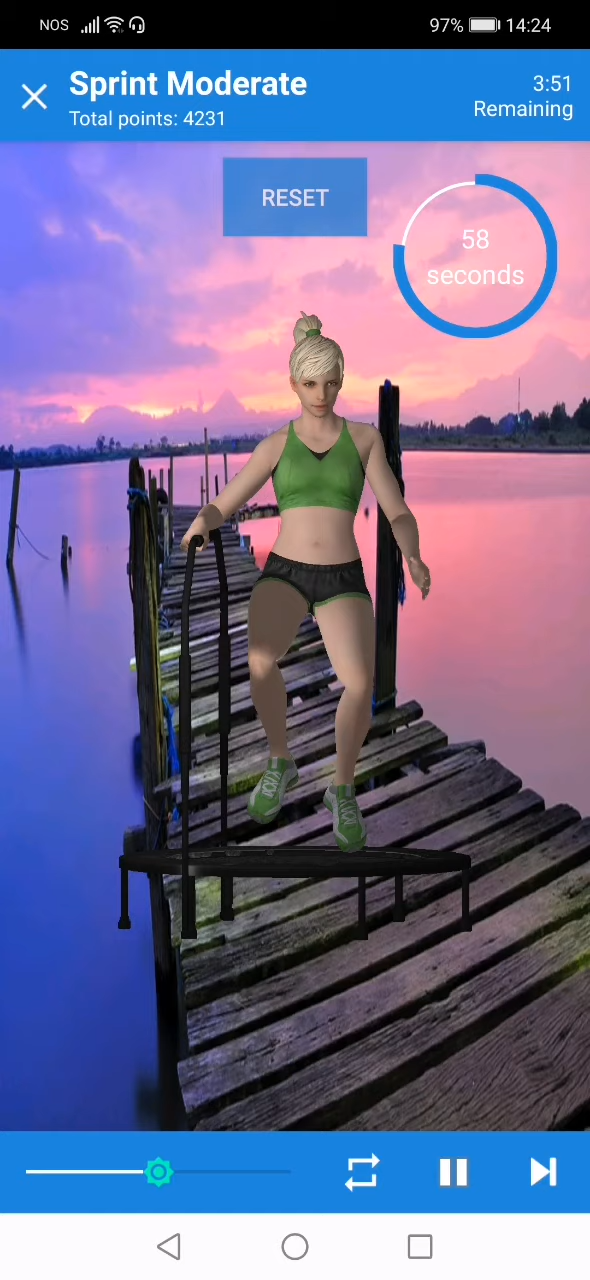 NOS
97% 14:24
Sprint Moderate
Total points: 4231
3:51
Remaining
RESET
58
seconds